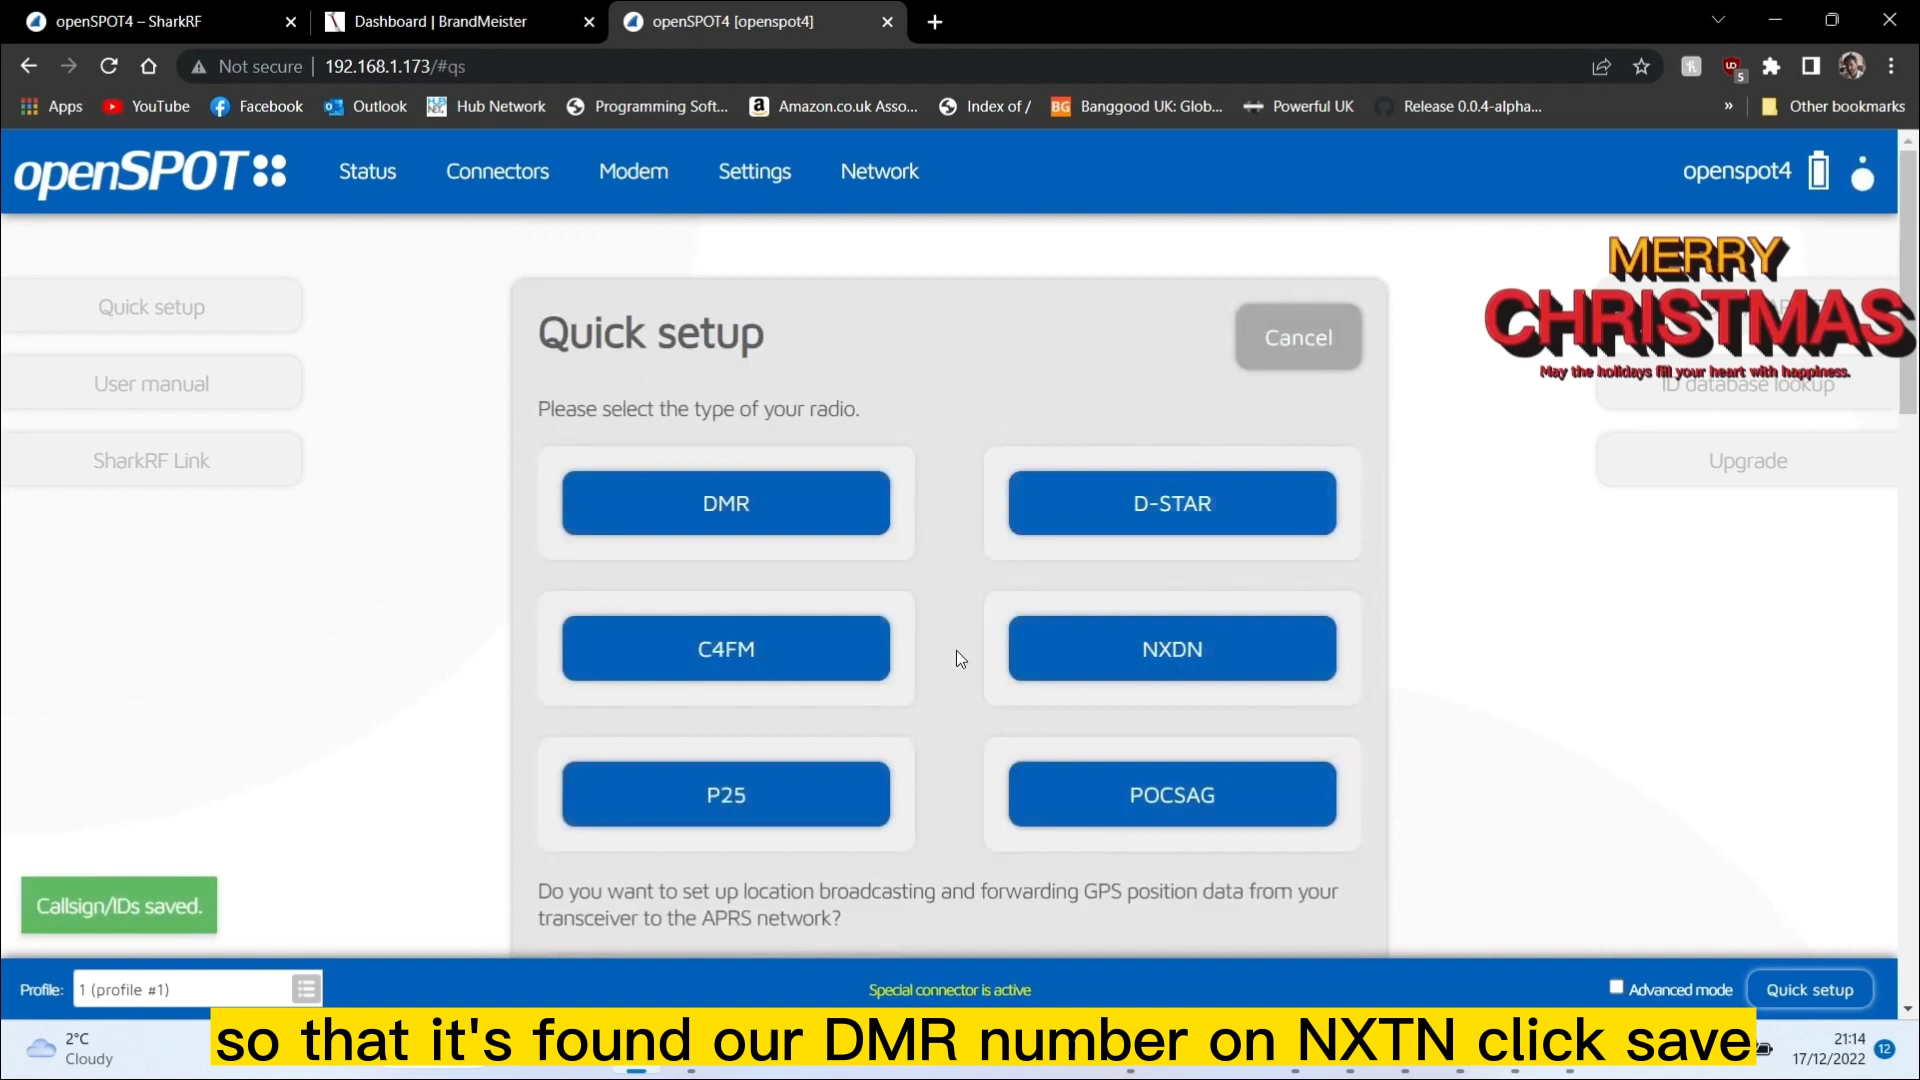 openSPOT4 – SharkRF
Dashboard | BrandMeister
openSPOT4 [openspot4]
Not secure
192.168.1.173/#qs
5
Apps
YouTube
Facebook
Outlook
Hub Network
Programming Soft...
Amazon.co.uk Asso...
Index of /
BG
Banggood UK: Glob...
Powerful UK
Release 0.0.4-alpha...
»
Other bookmarks
openSPOT
Status
Connectors
Modem
Settings
Network
openspot4
MERRY
CHRISTMAS
May the holidays fill your heart with happiness.
Quick setup
User manual
SharkRF Link
ID database lookup
Upgrade
Quick setup
Cancel
Please select the type of your radio.
DMR
D-STAR
C4FM
NXDN
P25
POCSAG
Do you want to set up location broadcasting and forwarding GPS position data from your
transceiver to the APRS network?
Callsign/IDs saved.
Profile:
1 (profile #1)
Special connector is active
Advanced mode
Quick setup
so that it's found our DMR number on NXTN click save
2°C
Cloudy
21:14
17/12/2022
12